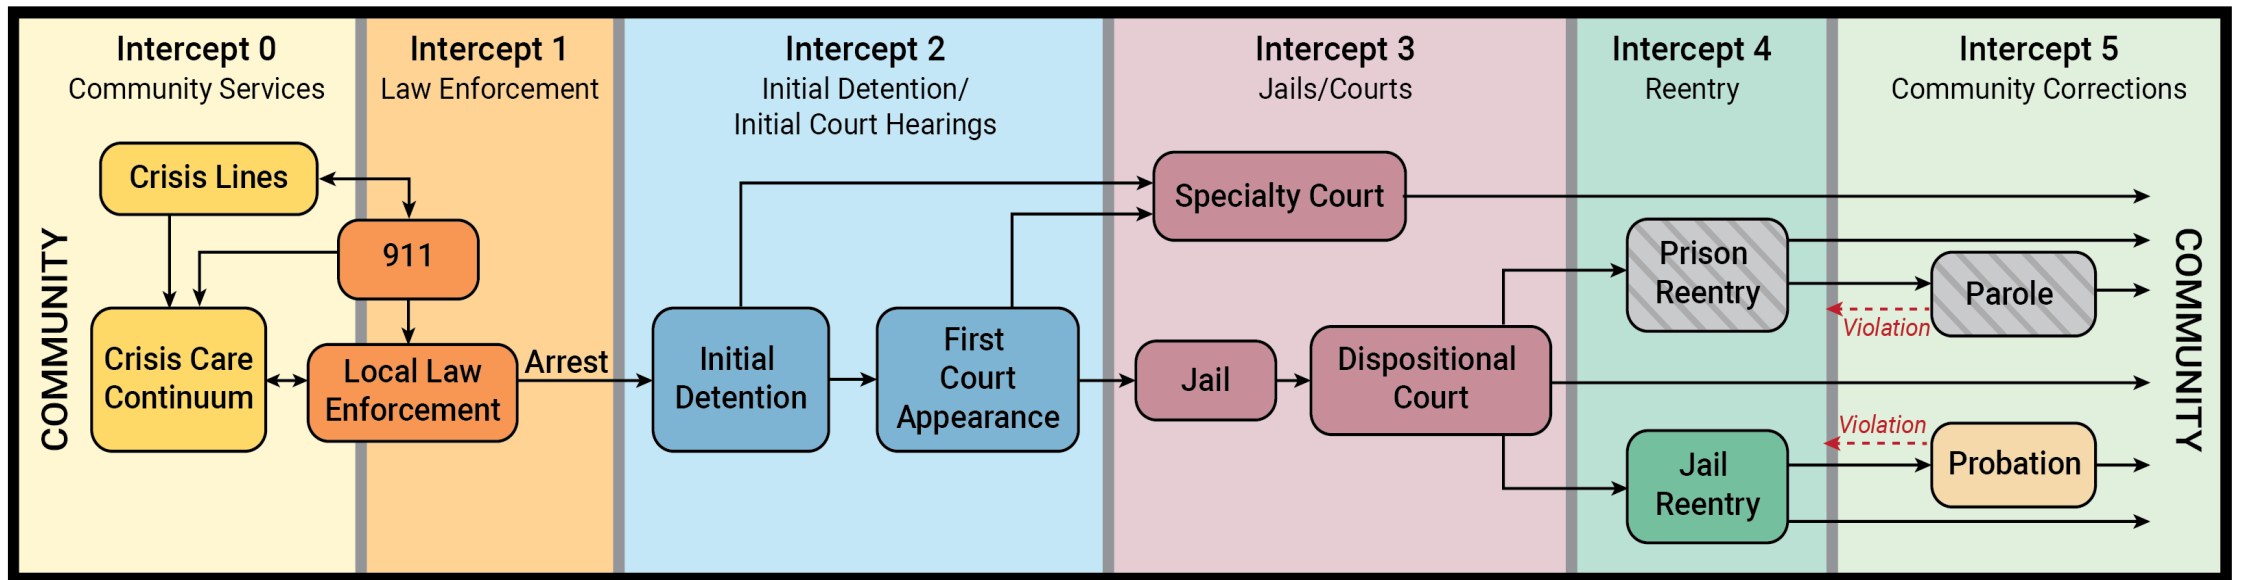 Intercept 0
Community Services
Intercept 1
Law Enforcement
Intercept 2
Initial Detention/
Initial Court Hearings
Intercept 3
Jails/Courts
Intercept 4
Reentry
Intercept 5
Community Corrections
COMMUNITY
Crisis Lines
911
Crisis Care
Continuum
Local Law
Enforcement
Arrest
Initial
Detention
First
Court
Appearance
Specialty Court
Jail
Dispositional
Court
Prison
Reentry
Parole
Violation
Jail
Reentry
Violation
Probation
COMMUNITY